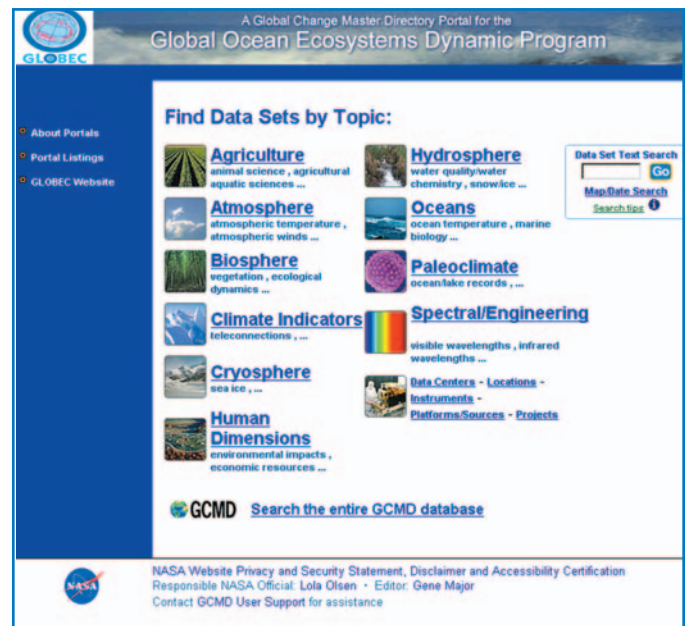 A Global Change Master Directory Portal for the
Global Ocean Ecosystems Dynamic Program
GLOBEC
About Portals
Portal Listings
GLOBEC Website
Find Data Sets by Topic:
Agriculture
animal science , agricultural
aquatic sciences ...
Atmosphere
atmospheric temperature ,
atmospheric winds ...
Biosphere
vegetation , ecological
dynamics ...
Climate Indicators
teleconnections , ...
Cryosphere
sea ice , ...
Human
Dimensions
environmental impacts ,
economic resources ...
Hydrosphere
water quality/water
chemistry , snow/ice ...
Oceans
ocean temperature , marine
biology ...
Paleoclimate
ocean/lake records , ...
Spectral/Engineering
visible wavelengths , infrared
wavelengths ...
Data Centers - Locations -
Instruments -
Platforms/Sources - Projects
Data Set Text Search
Go
Map/Date Search
Search tips
GCMD Search the entire GCMD database
NASA
NASA Website Privacy and Security Statement, Disclaimer and Accessibility Certification
Responsible NASA Official: Lola Olsen • Editor: Gene Major
Contact GCMD User Support for assistance